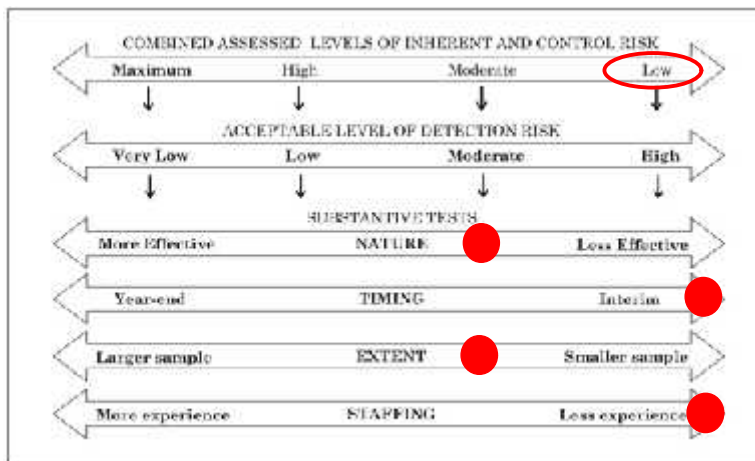 COMBINED ASSESSED LEVELS OF INHERENT AND CONTROL RISK
Maximum High Moderate Low
ACCEPTABLE LEVEL OF DETECTION RISK
Very Low Low Moderate High
SUBSTANTIVE TESTS
More Effective NATURE Less Effective
Year-end TIMING Interim
Larger sample EXTENT Smaller sample
More experience STAFFING Less experience